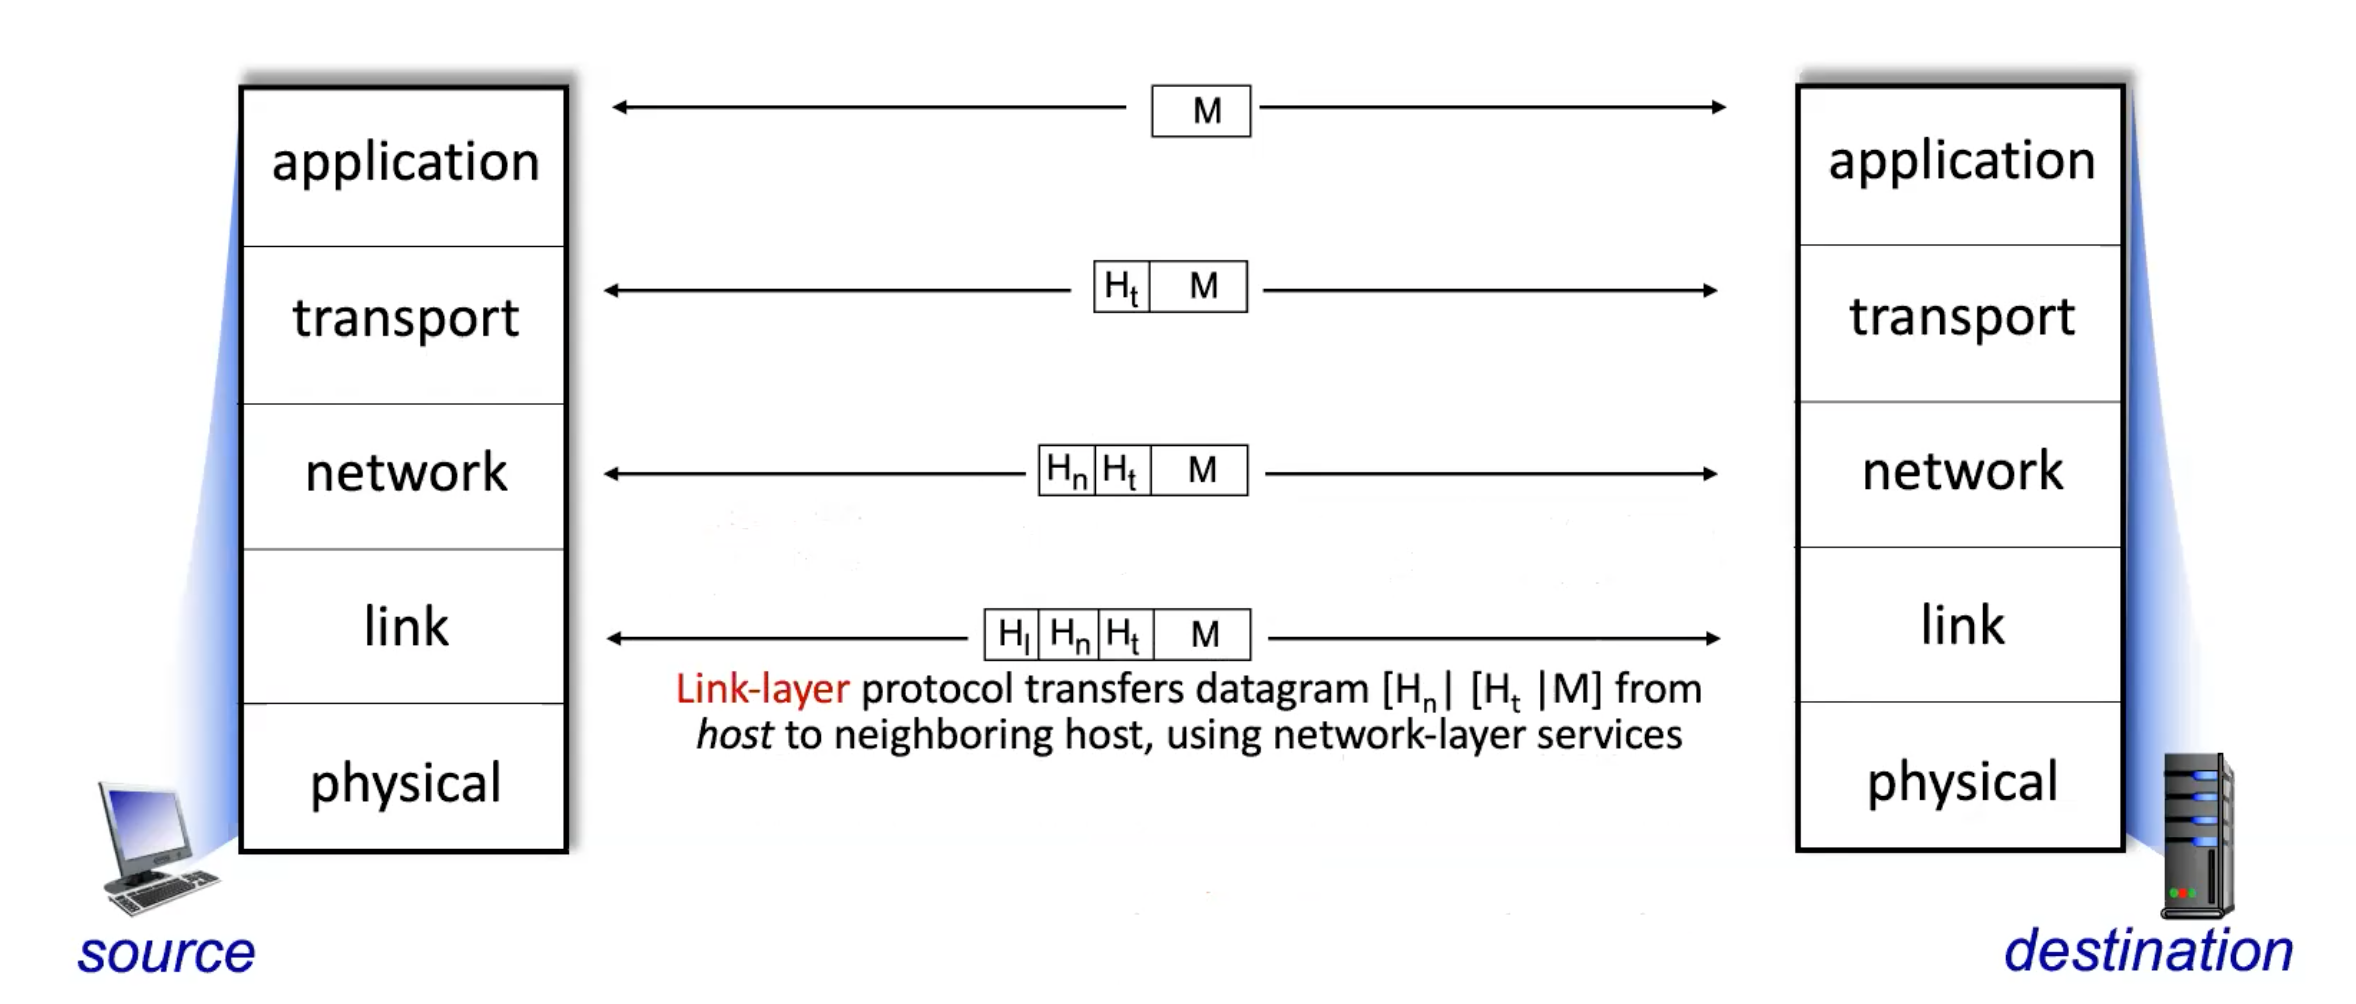 M
application
application
H_t M
transport
transport
H_n H_t M
network
network
H_l H_n H_t M
link
link
Link-layer protocol transfers datagram [H_n| [H_t |M] from
host to neighboring host, using network-layer services
physical
physical
source
destination